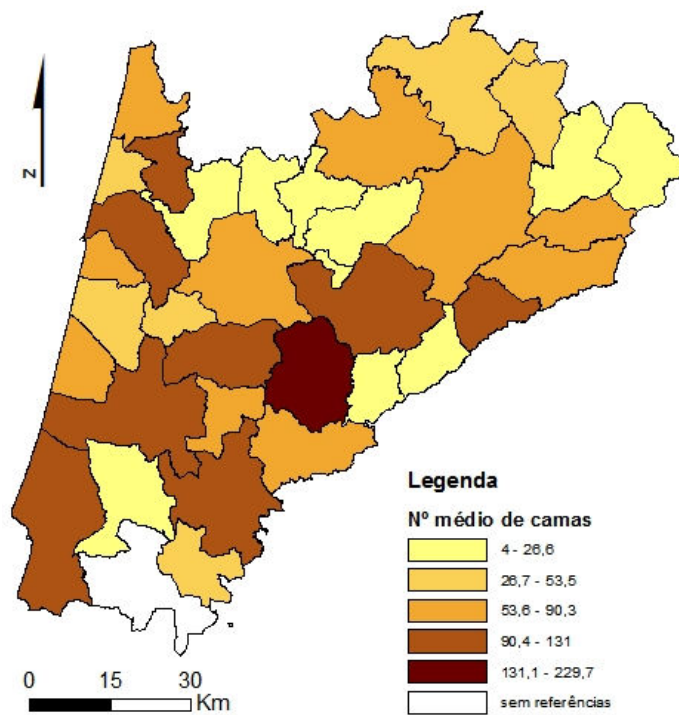 Z
Legenda
Nº médio de camas
4 - 26,6
26,7 - 53,5
53,6 - 90,3
90,4 - 131
131,1 - 229,7
sem referências
0 15 30
Km